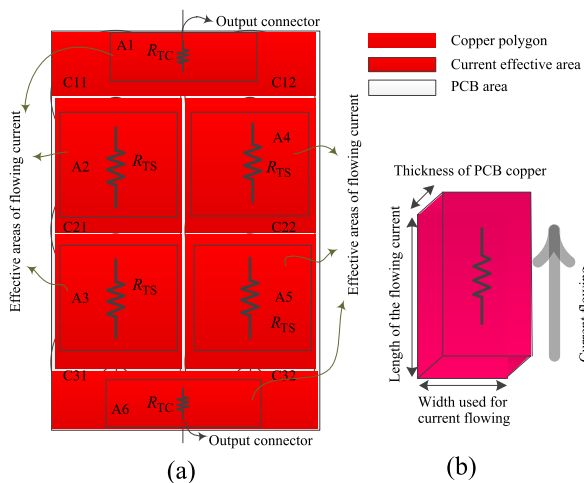 Output connector
A1
RTC
C11
C12
Copper polygon
Current effective area
PCB area
Effective areas of flowing current
A2
RTS
A4
RTS
C21
C22
A3
RTS
A5
RTS
C31
C32
A6
RTC
Output connector
Effective areas of flowing current
(a)
Thickness of PCB copper
Length of the flowing current
Current flowing
Width used for
current flowing
(b)